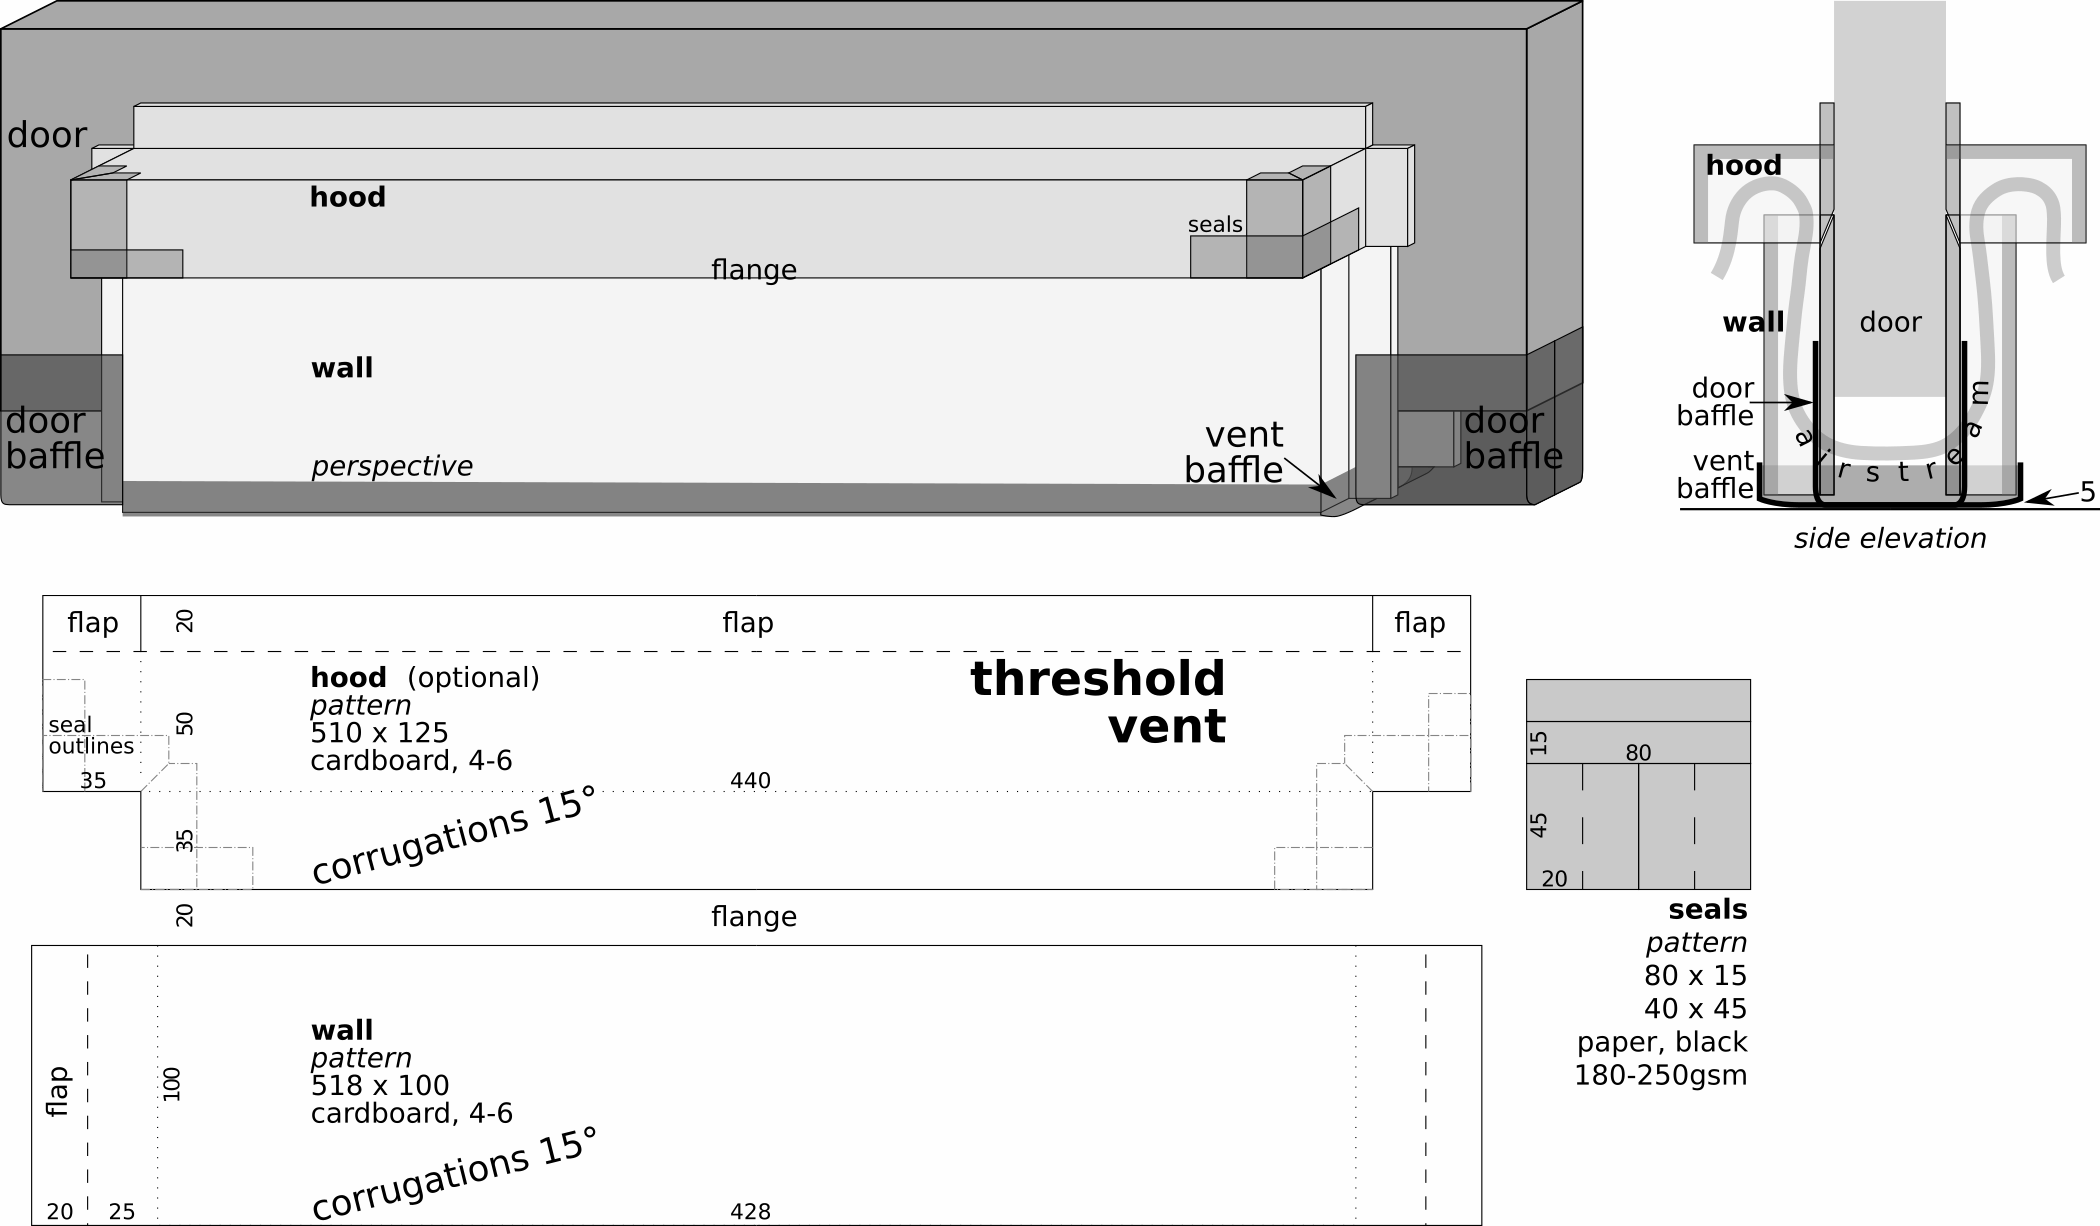 door
hood
seals
flange
wall
door
baffle
perspective
vent
baffle
door
baffle
hood
wall
door
door
baffle
vent
baffle
airstream
5
side elevation
flap
20
flap
flap
hood (optional)
pattern
510 x 125
cardboard, 4-6
threshold
vent
50
seal
outlines
35
440
corrugations 15°
35
20
flange
15
80
45
20
seals
pattern
80 x 15
40 x 45
paper, black
180-250gsm
wall
pattern
518 x 100
cardboard, 4-6
100
flap
corrugations 15°
20
25
428